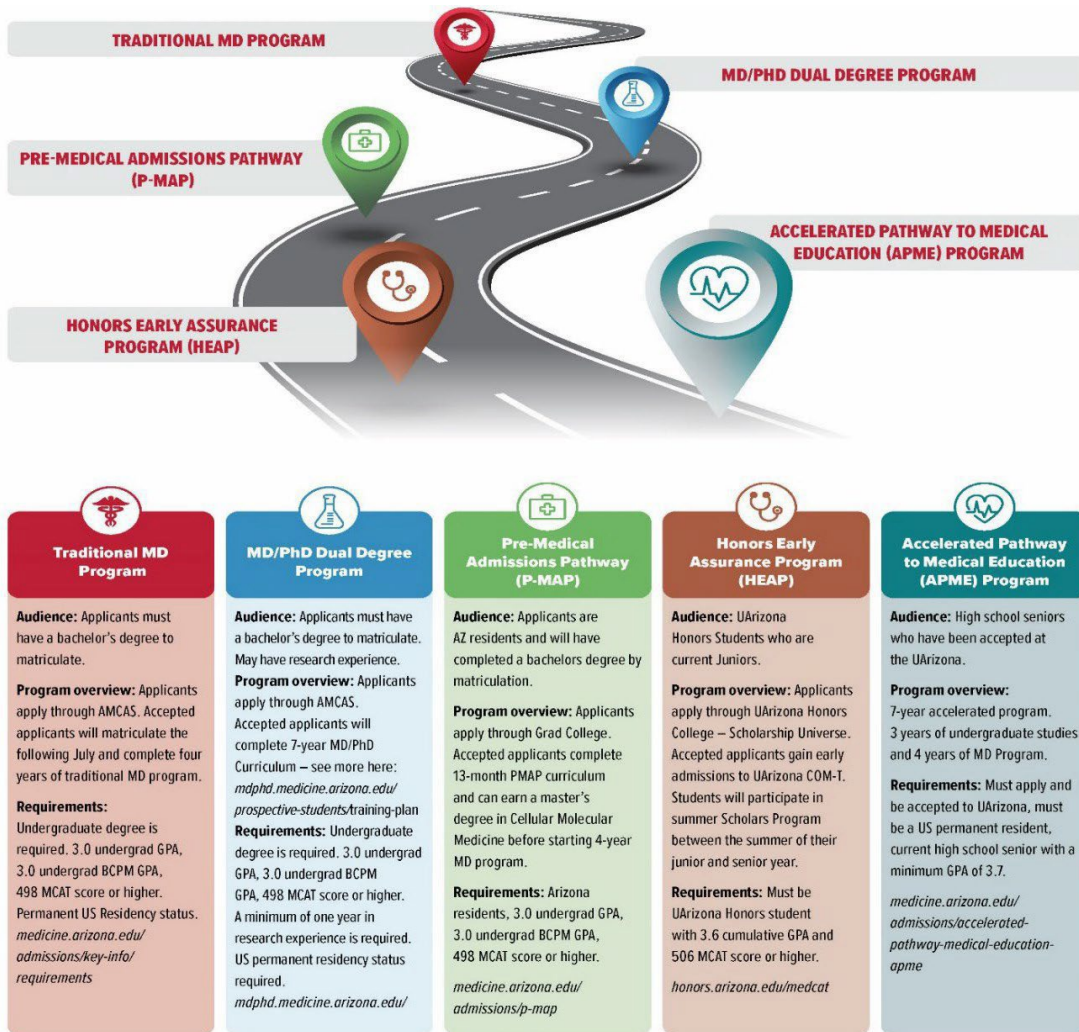 TRADITIONAL MD PROGRAM
MD/PHD DUAL DEGREE PROGRAM
PRE-MEDICAL ADMISSIONS PATHWAY
(P-MAP)
ACCELERATED PATHWAY TO MEDICAL
EDUCATION (APME) PROGRAM
HONORS EARLY ASSURANCE
PROGRAM (HEAP)
Traditional MD
Program
Audience: Applicants must
have a bachelor's degree to
matriculate.
Program overview: Applicants
apply through AMCAS. Accepted
applicants will matriculate the
following July and complete four
years of traditional MD program.
Requirements:
Undergraduate degree is
required. 3.0 undergrad GPA,
3.0 undergrad BCPM GPA,
498 MCAT score or higher.
Permanent US Residency status.
medicine.arizona.edu/
admissions/key-info/
requirements
MD/PhD Dual Degree
Program
Audience: Applicants must have
a bachelor's degree to matriculate.
May have research experience.
Program overview: Applicants
apply through AMCAS.
Accepted applicants will
complete 7-year MD/PhD
Curriculum – see more here:
mdphd.medicine.arizona.edu/
prospective-students/training-plan
Requirements: Undergraduate
degree is required. 3.0 undergrad
GPA, 3.0 undergrad BCPM
GPA, 498 MCAT score or higher.
A minimum of one year in
research experience is required.
US permanent residency status
required.
mdphd.medicine.arizona.edu/
Pre-Medical
Admissions Pathway
(P-MAP)
Audience: Applicants are
AZ residents and will have
completed a bachelors degree by
matriculation.
Program overview: Applicants
apply through Grad College.
Accepted applicants complete
13-month PMAP curriculum
and can earn a master's
degree in Cellular Molecular
Medicine before starting 4-year
MD program.
Requirements: Arizona
residents, 3.0 undergrad GPA,
3.0 undergrad BCPM GPA,
498 MCAT score or higher.
medicine.arizona.edu/
admissions/p-map
Honors Early
Assurance Program
(HEAP)
Audience: UArizona
Honors Students who are
current Juniors.
Program overview: Applicants
apply through UArizona Honors
College – Scholarship Universe.
Accepted applicants gain early
admissions to UArizona COM-T.
Students will participate in
summer Scholars Program
between the summer of their
junior and senior year.
Requirements: Must be
UArizona Honors student
with 3.6 cumulative GPA and
506 MCAT score or higher.
honors.arizona.edu/medcat
Accelerated Pathway
to Medical Education
(APME) Program
Audience: High school seniors
who have been accepted at
the UArizona.
Program overview:
7-year accelerated program.
3 years of undergraduate studies
and 4 years of MD Program.
Requirements: Must apply and
be accepted to UArizona, must
be a US permanent resident,
current high school senior with a
minimum GPA of 3.7.
medicine.arizona.edu/
admissions/accelerated-
pathway-medical-education-
apme